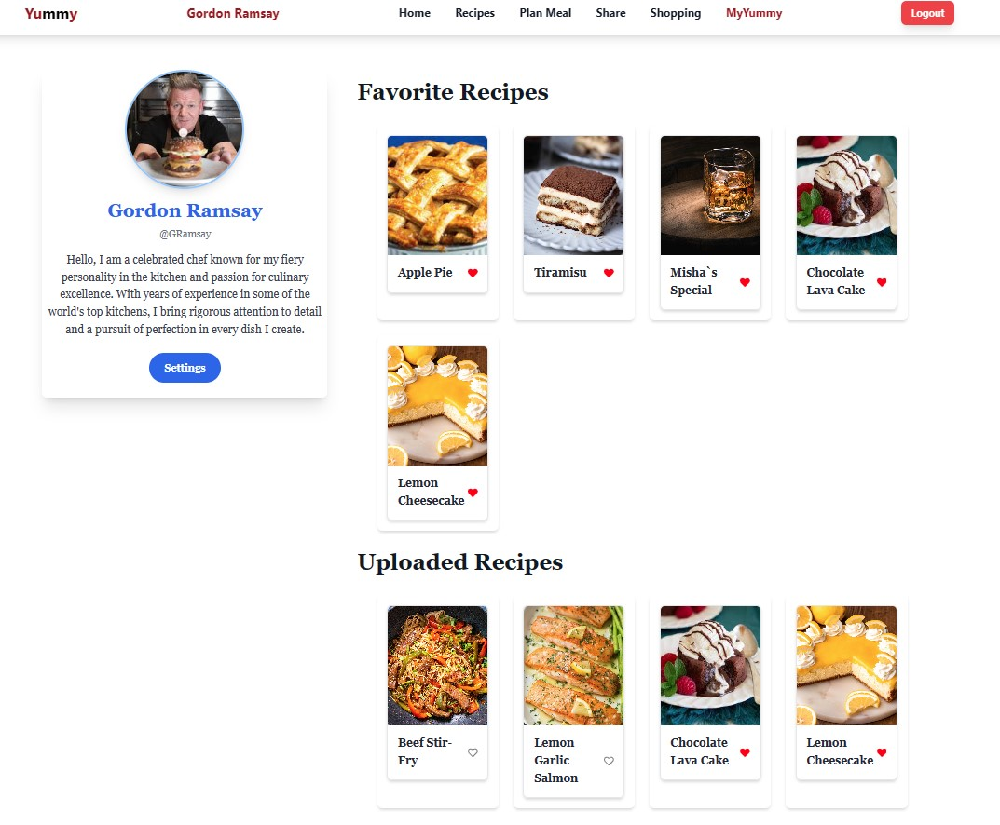 Yummy
Gordon Ramsay
Home
Recipes
Plan Meal
Share
Shopping
MyYummy
Logout
Gordon Ramsay
@GRamsay
Hello, I am a celebrated chef known for my fiery
personality in the kitchen and passion for culinary
excellence. With years of experience in some of the
world's top kitchens, I bring rigorous attention to detail
and a pursuit of perfection in every dish I create.
Settings
Favorite Recipes
Apple Pie
Tiramisu
Misha`s
Special
Chocolate
Lava Cake
Lemon
Cheesecake
Uploaded Recipes
Beef Stir-
Fry
Lemon
Garlic
Salmon
Chocolate
Lava Cake
Lemon
Cheesecake